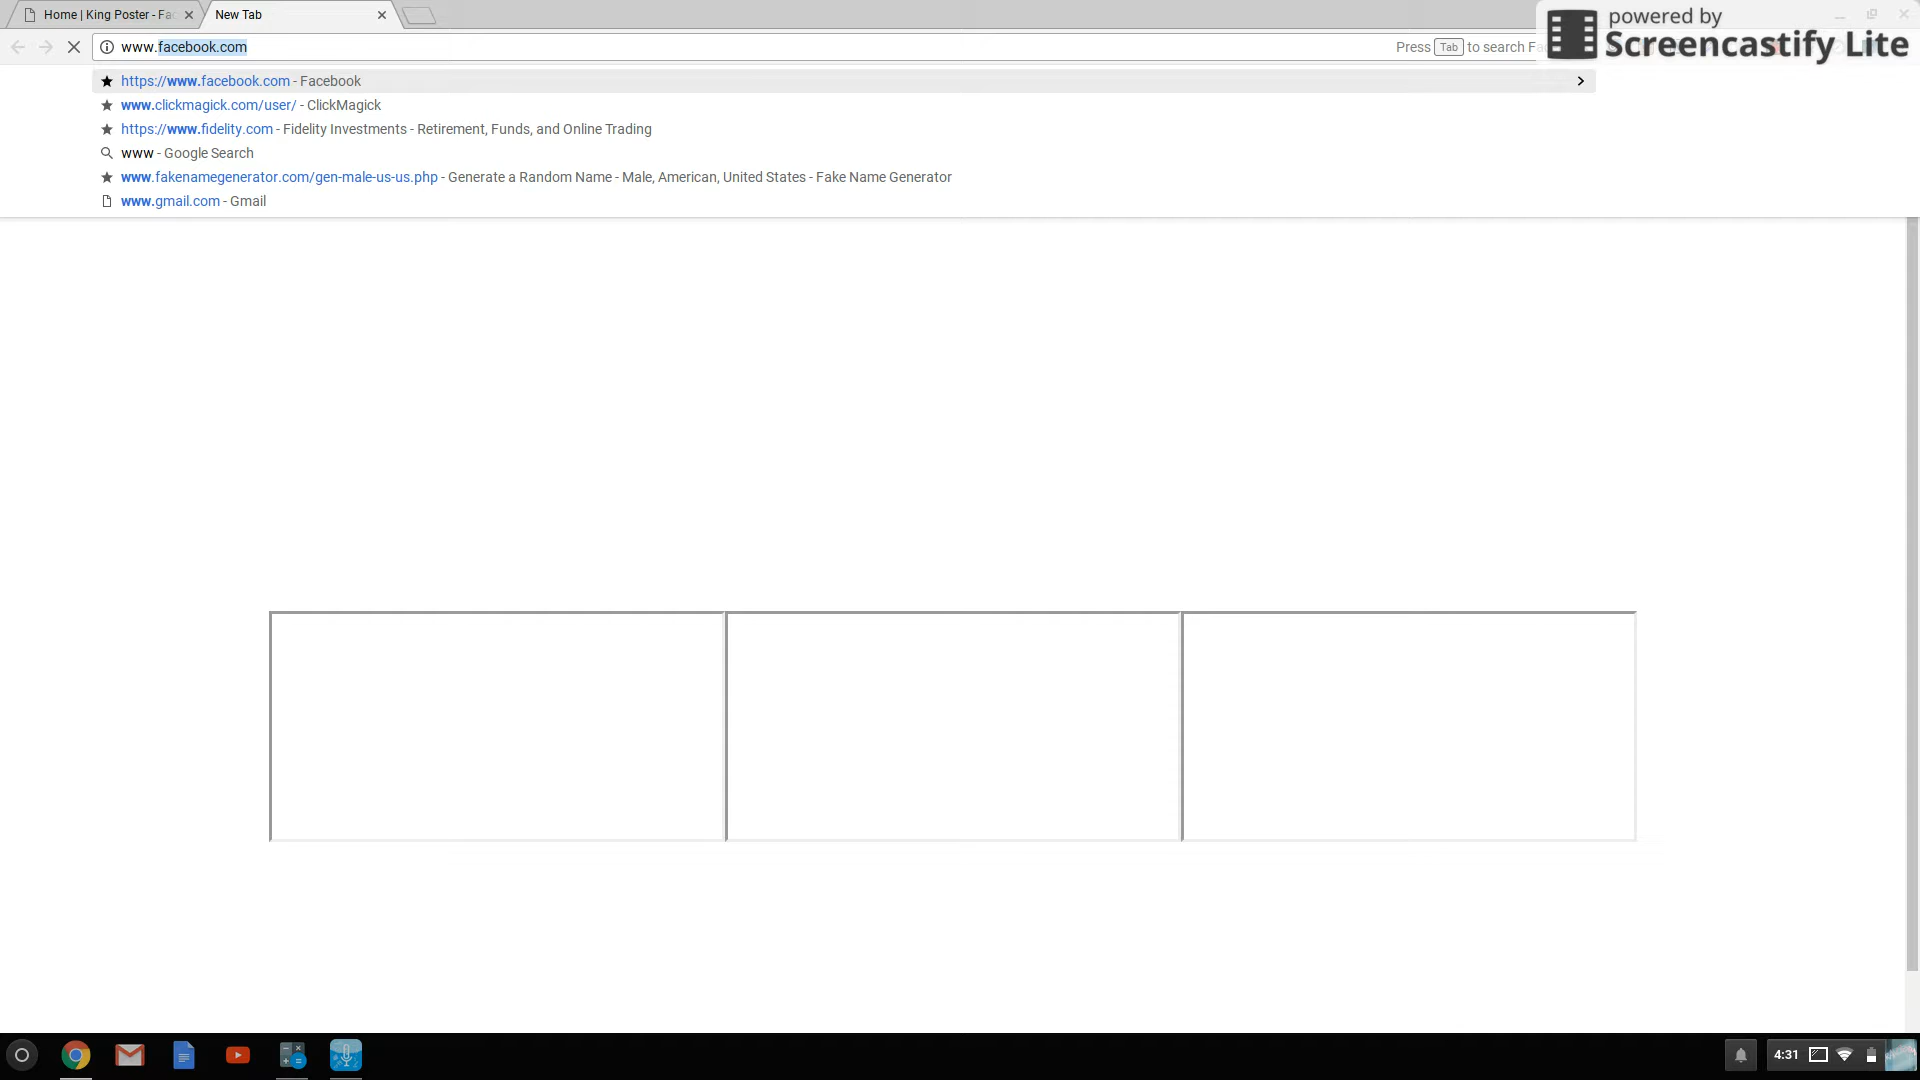 Home | King Poster - Fa
New Tab
powered by
Screencastify Lite
www.facebook.com
Press Tab to search Fa
https://www.facebook.com - Facebook
www.clickmagick.com/user/ - ClickMagick
https://www.fidelity.com - Fidelity Investments - Retirement, Funds, and Online Trading
www - Google Search
www.fakenamegenerator.com/gen-male-us-us.php - Generate a Random Name - Male, American, United States - Fake Name Generator
www.gmail.com - Gmail
4:31